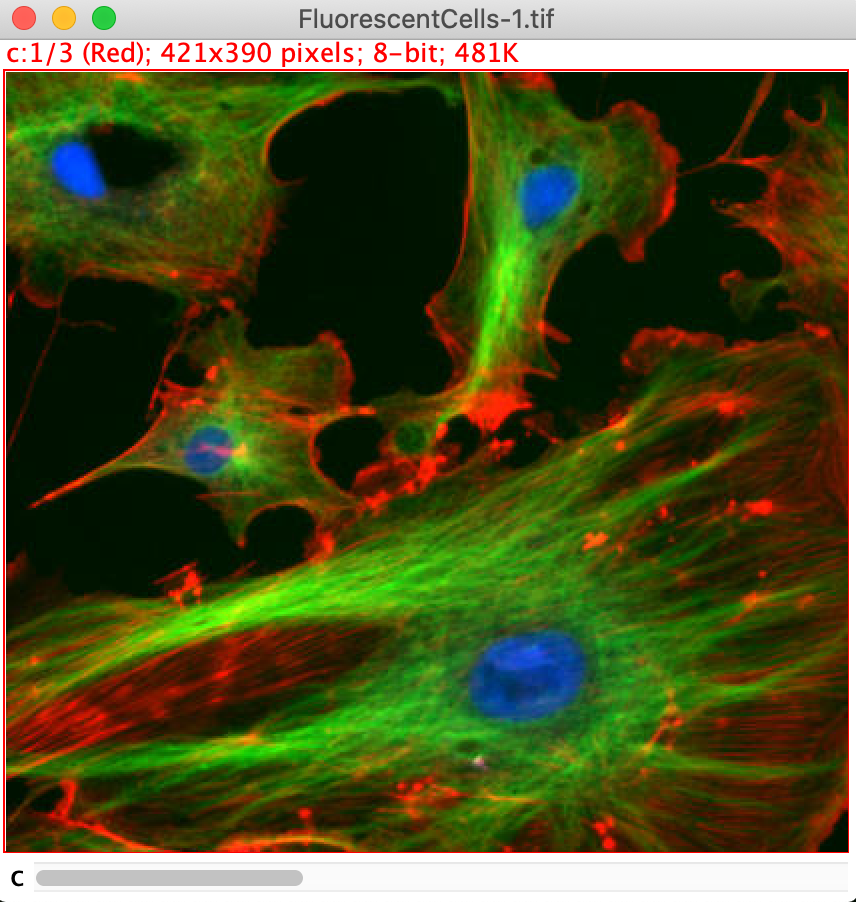 FluorescentCells-1.tif
c:1/3 (Red); 421x390 pixels; 8-bit; 481K
C